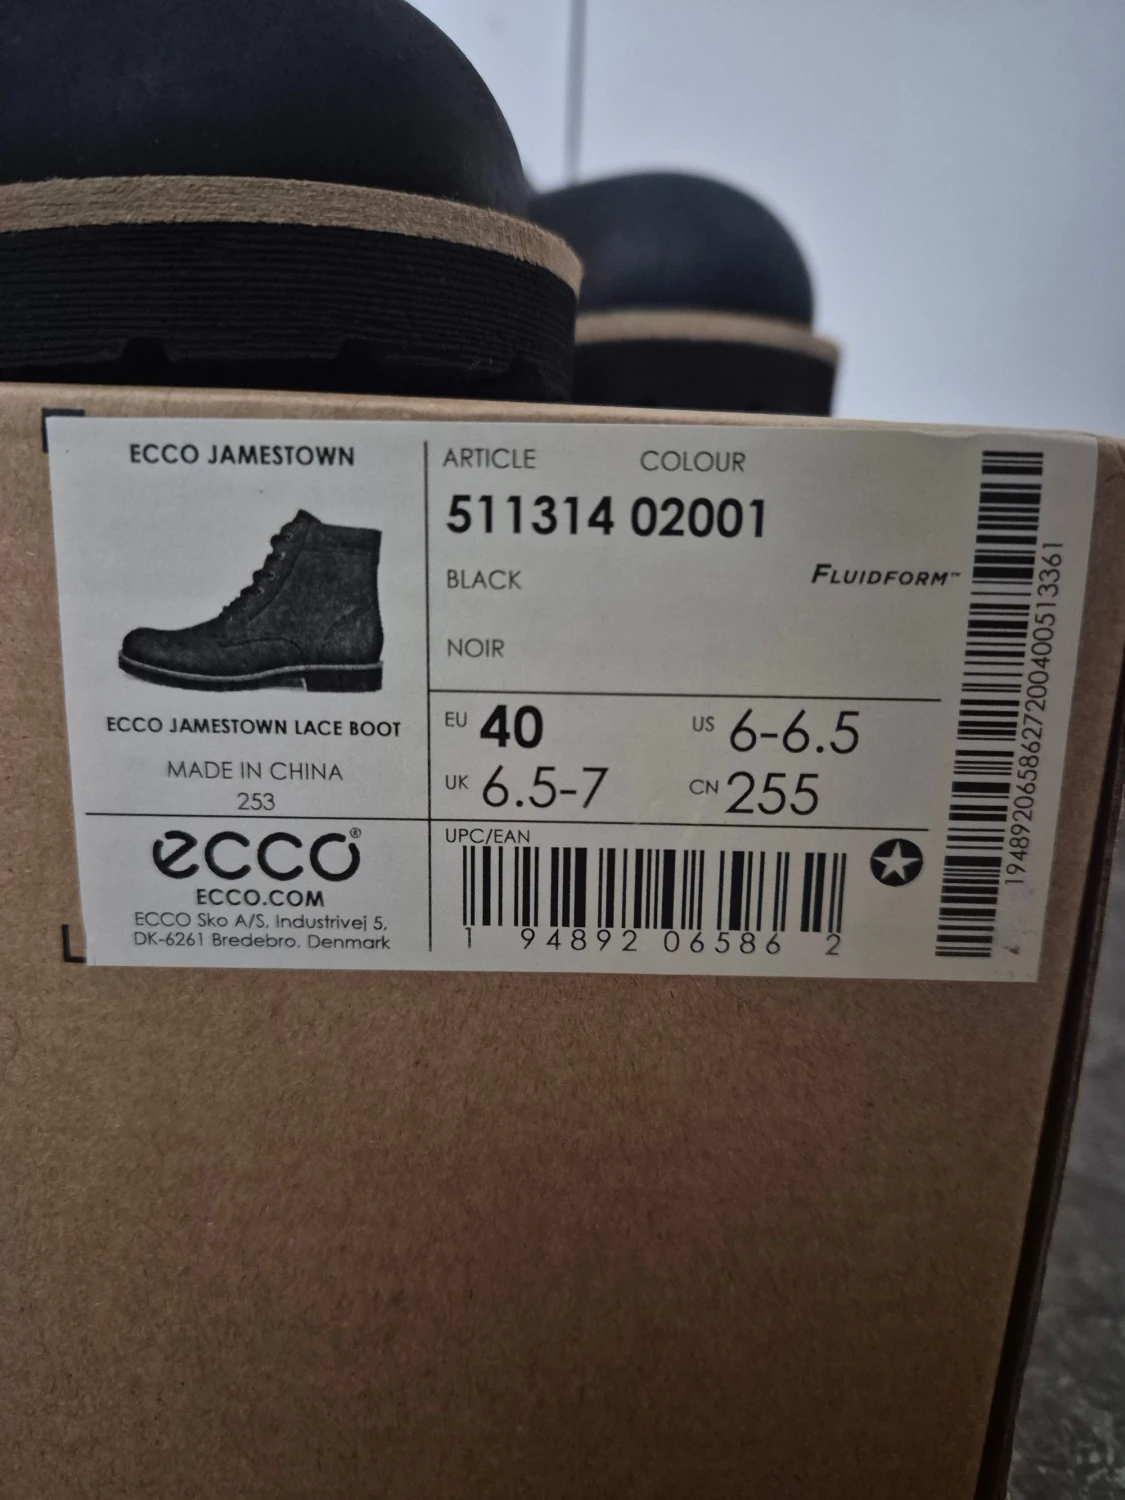 ECCO JAMESTOWN
ECCO JAMESTOWN LACE BOOT
MADE IN CHINA
253
ecco®
ECCO.COM
ECCO Sko A/S, Industrivej 5,
DK-6261 Bredebro, Denmark
ARTICLE COLOUR
511314 02001
BLACK
FLUIDFORM™
NOIR
EU 40 US 6-6.5
UK 6.5-7 CN 255
UPC/EAN
1 94892 06586 2
1948920658627200400513361